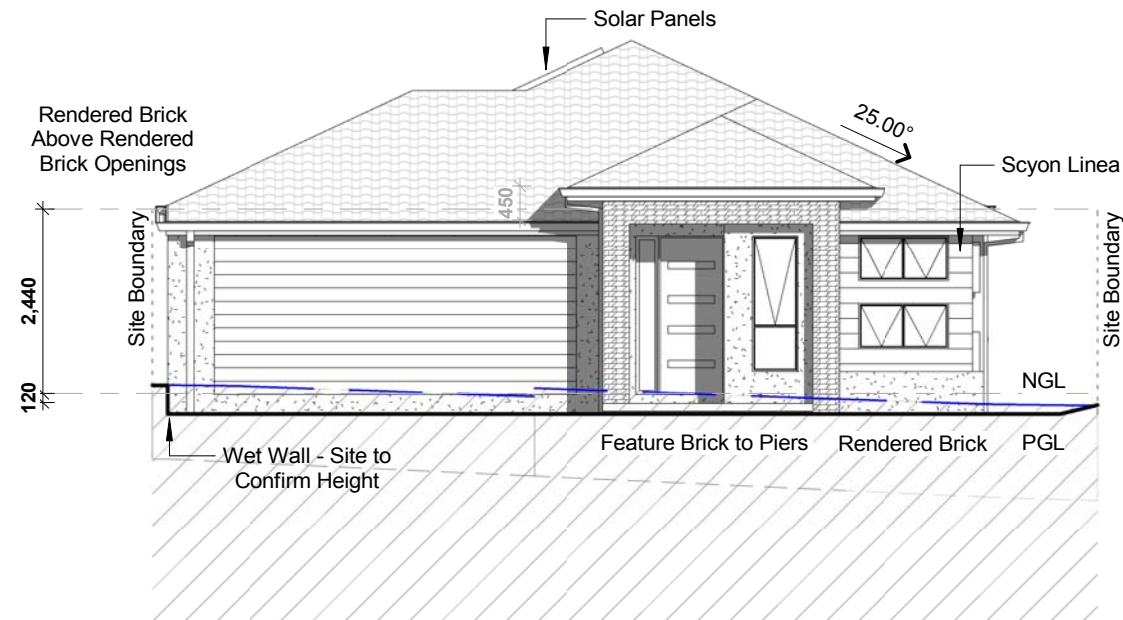 Solar Panels
Rendered Brick
Above Rendered
Brick Openings
25.00°
Scyon Linea
450
Site Boundary
Site Boundary
2,440
120
NGL
Feature Brick to Piers
Rendered Brick
PGL
Wet Wall - Site to
Confirm Height